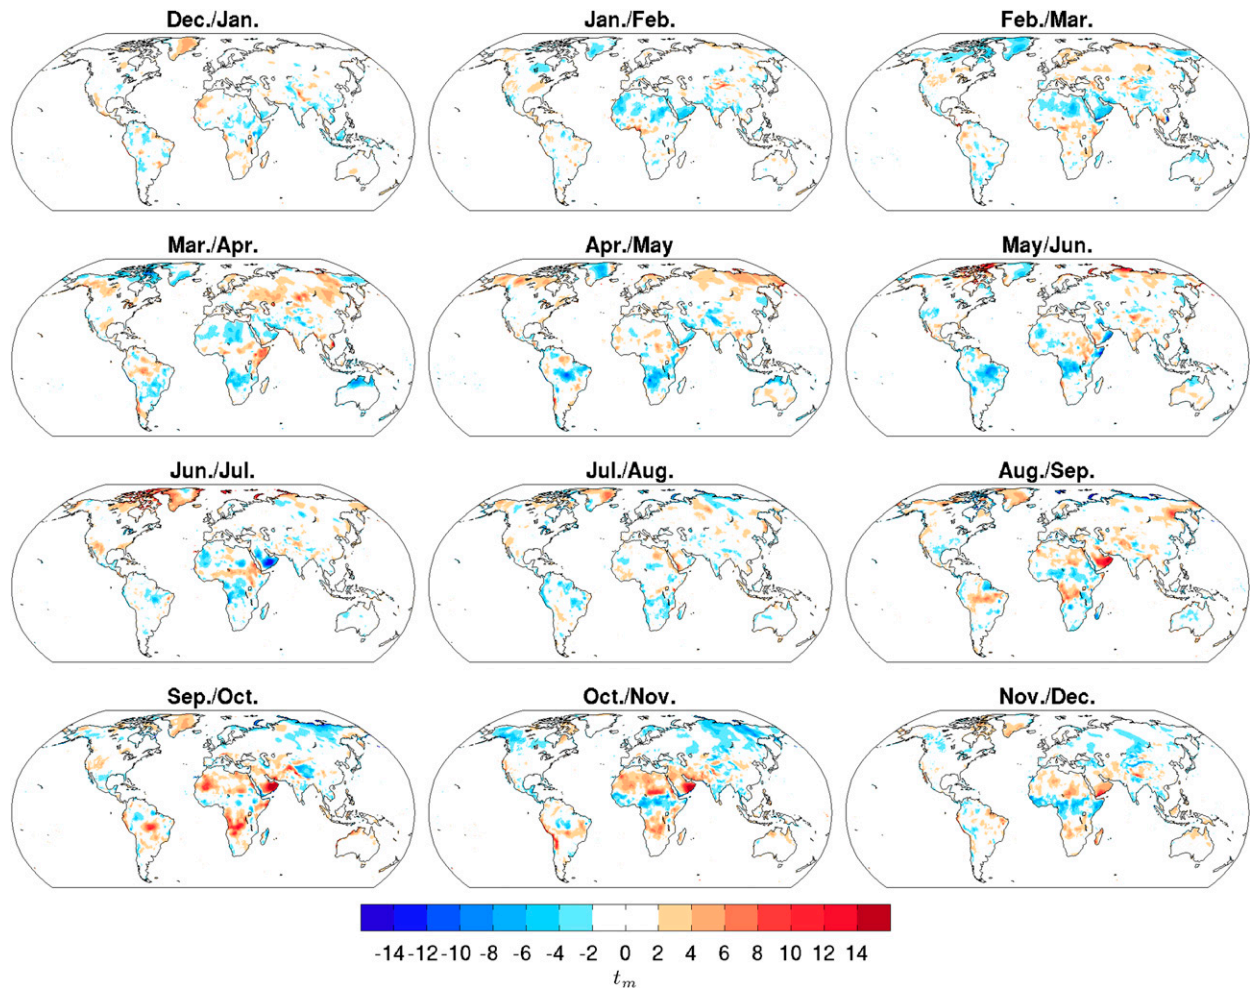 Dec./Jan. Jan./Feb. Feb./Mar.
Mar./Apr. Apr./May May/Jun.
Jun./Jul. Jul./Aug. Aug./Sep.
Sep./Oct. Oct./Nov. Nov./Dec.
-14 -12 -10 -8 -6 -4 -2 0 2 4 6 8 10 12 14
t_m